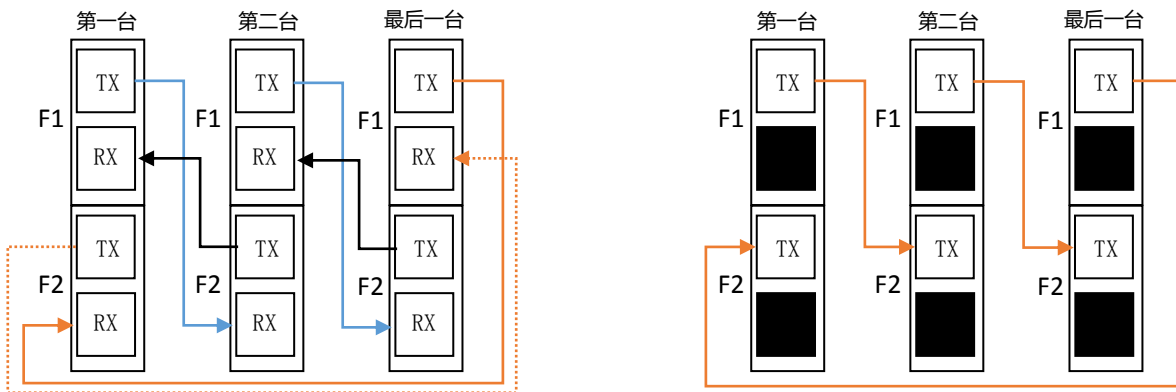 第一台 第二台 最后一台 第一台 第二台 最后一台
TX TX TX TX TX TX
F1 F1 F1 F1 F1 F1
RX RX RX
TX TX TX TX TX TX
F2 F2 F2 F2 F2 F2
RX RX RX